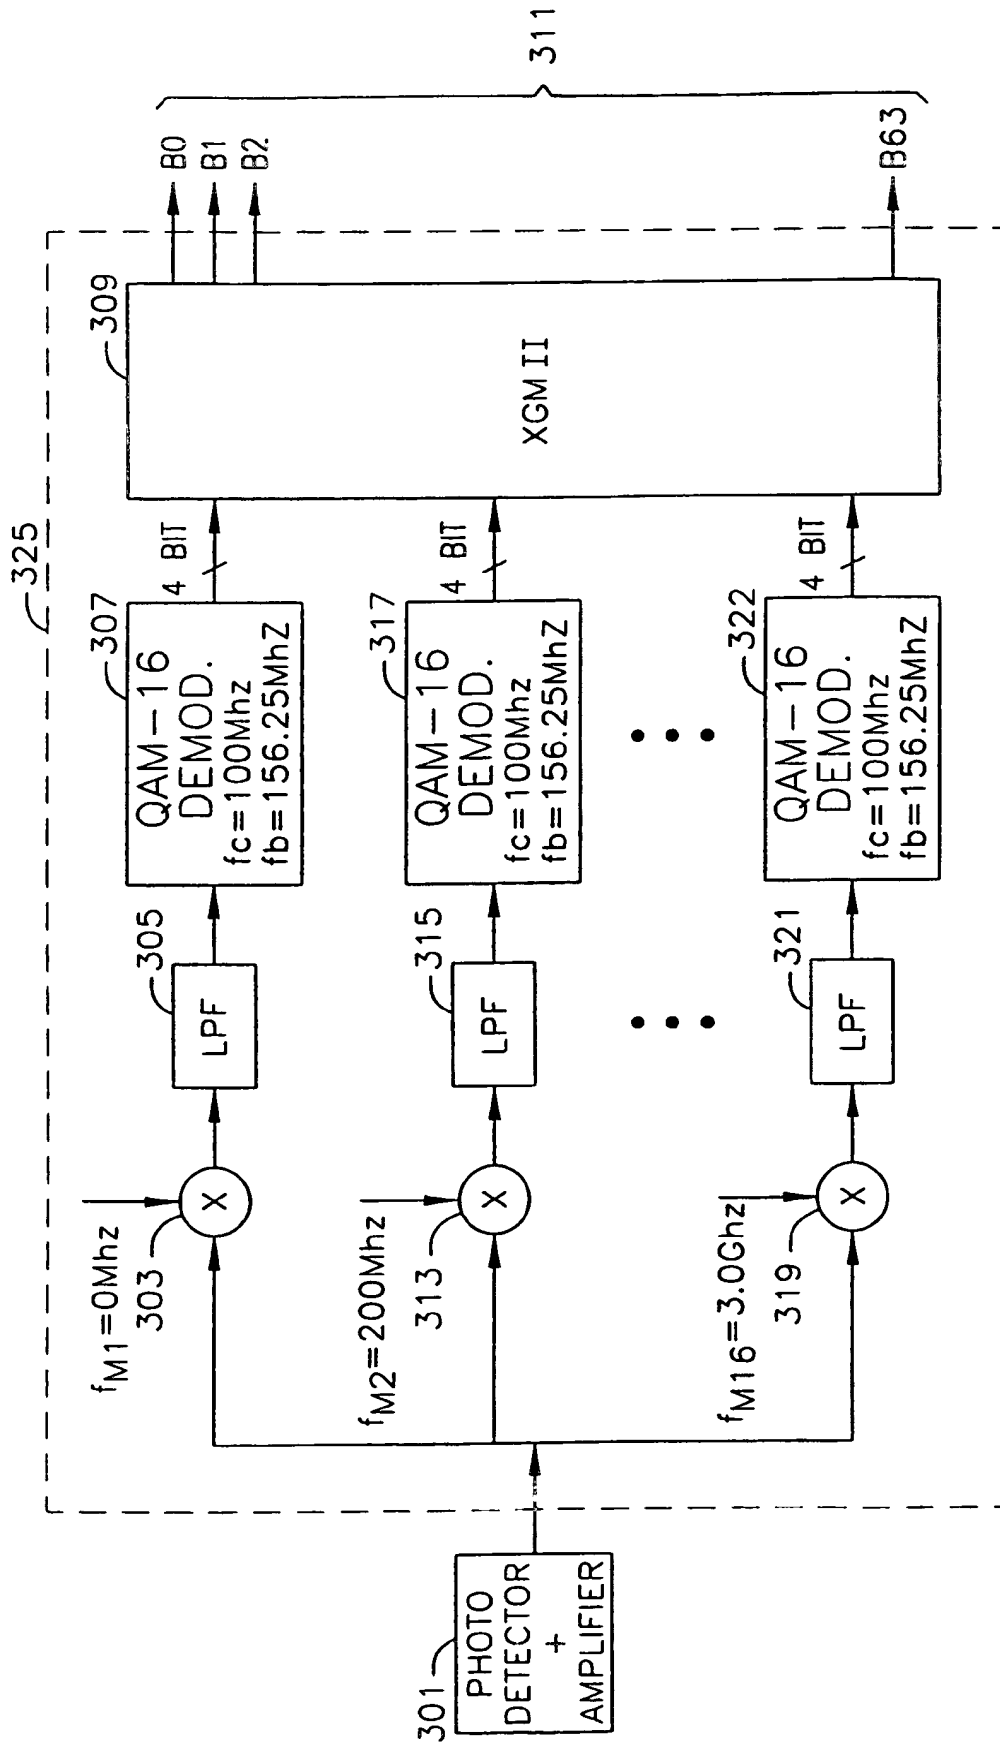 325
301
PHOTO
DETECTOR
+
AMPLIFIER
fM1=0Mhz
303
X
305
LPF
307
QAM-16
DEMOD.
fc=100Mhz
fb=156.25MhZ
4 BIT
fM2=200Mhz
313
X
315
LPF
317
QAM-16
DEMOD.
fc=100Mhz
fb=156.25MhZ
4 BIT
fM16=3.0Ghz
319
X
321
LPF
322
QAM-16
DEMOD.
fc=100Mhz
fb=156.25MhZ
4 BIT
309
XGM II
B0
B1
B2
B63
311